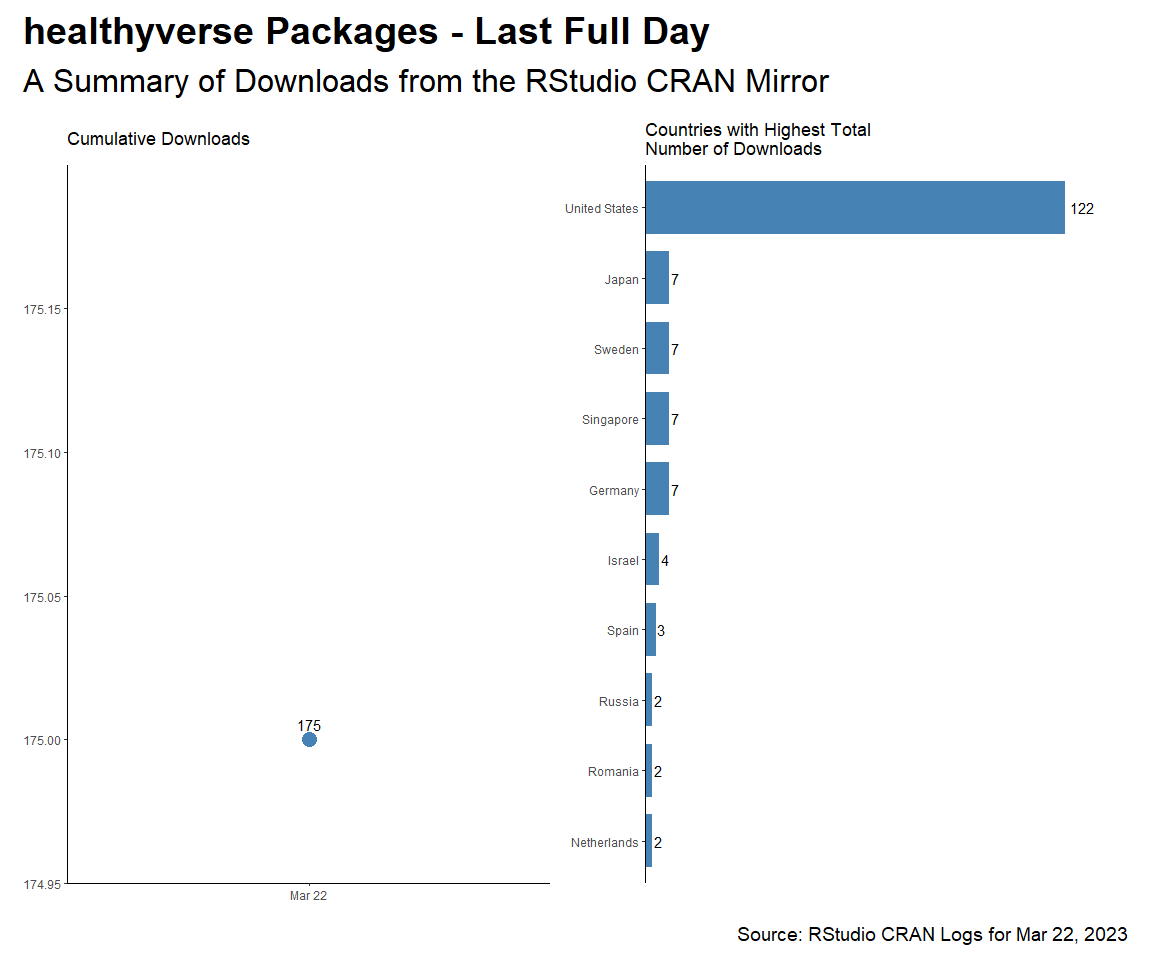 healthyverse Packages - Last Full Day
A Summary of Downloads from the RStudio CRAN Mirror
Cumulative Downloads
175.15
175.10
175.05
175.00
174.95
175
Mar 22
Countries with Highest Total
Number of Downloads
United States 122
Japan 7
Sweden 7
Singapore 7
Germany 7
Israel 4
Spain 3
Russia 2
Romania 2
Netherlands 2
Source: RStudio CRAN Logs for Mar 22, 2023